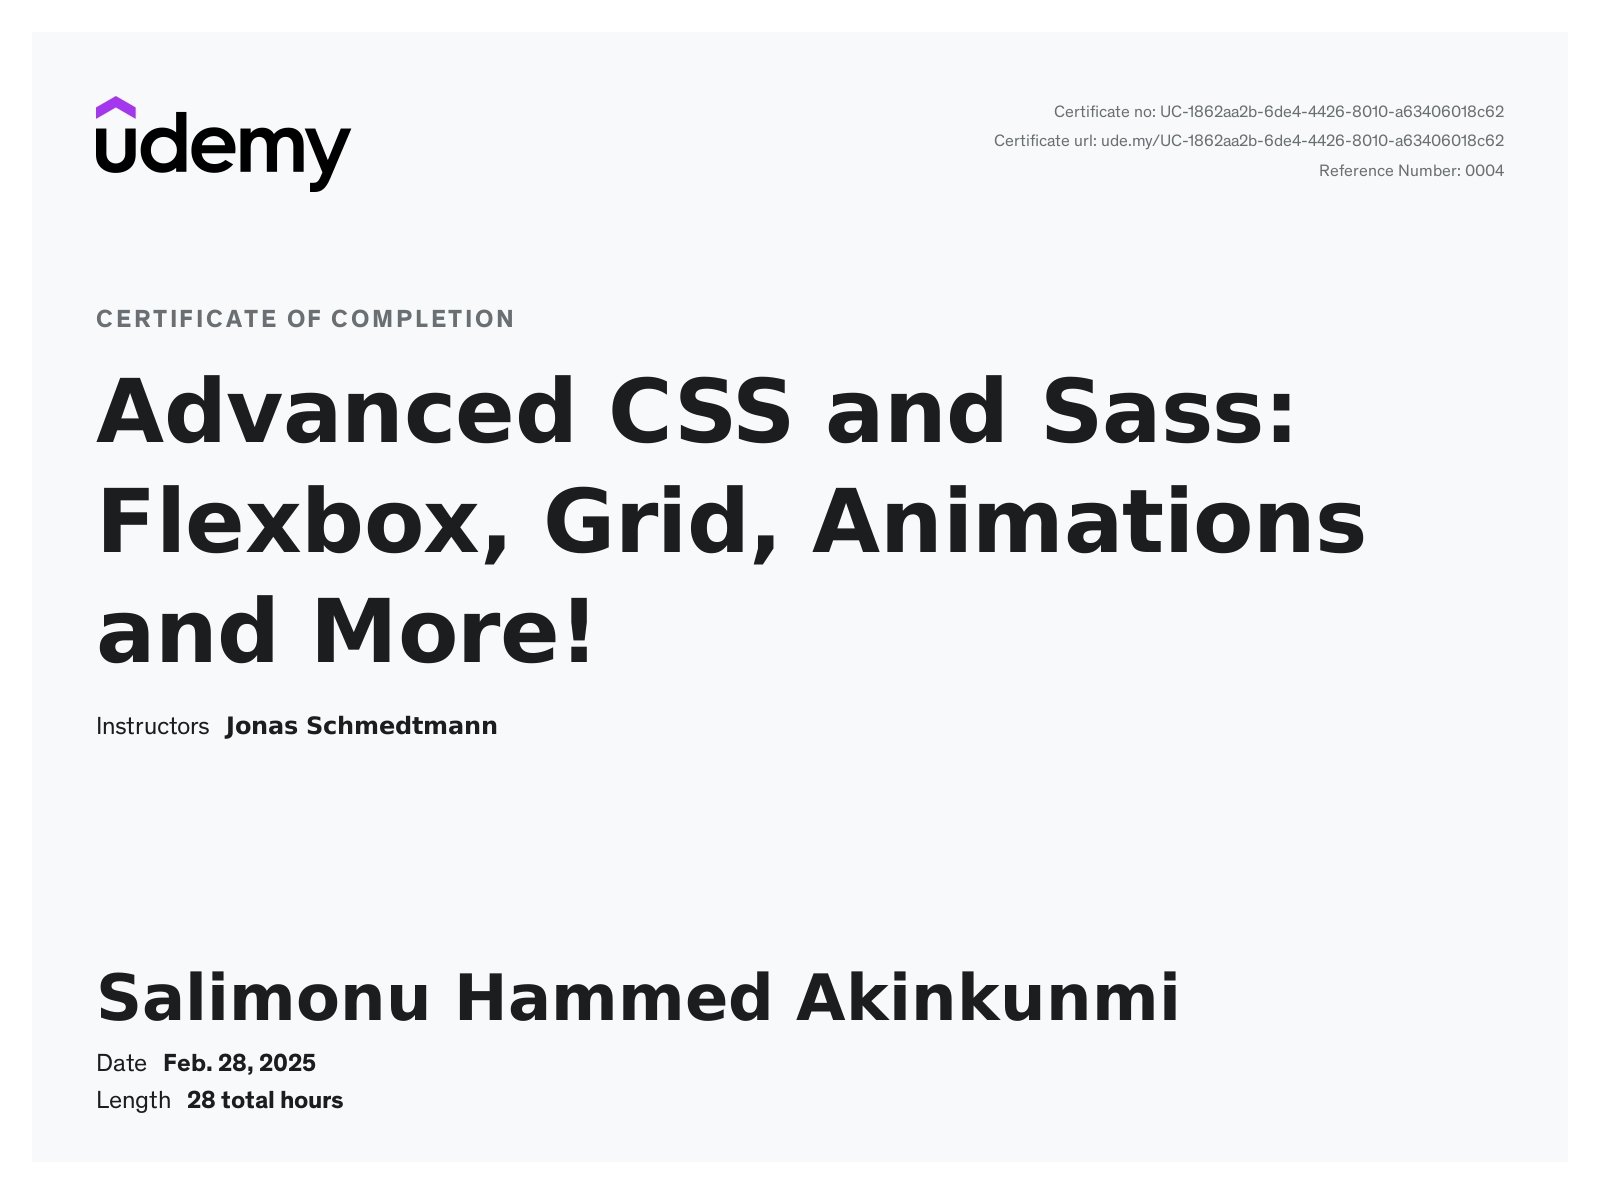 udemy
Certificate no: UC-1862aa2b-6de4-4426-8010-a63406018c62
Certificate url: ude.my/UC-1862aa2b-6de4-4426-8010-a63406018c62
Reference Number: 0004
CERTIFICATE OF COMPLETION
Advanced CSS and Sass:
Flexbox, Grid, Animations
and More!
Instructors Jonas Schmedtmann
Salimonu Hammed Akinkunmi
Date Feb. 28, 2025
Length 28 total hours